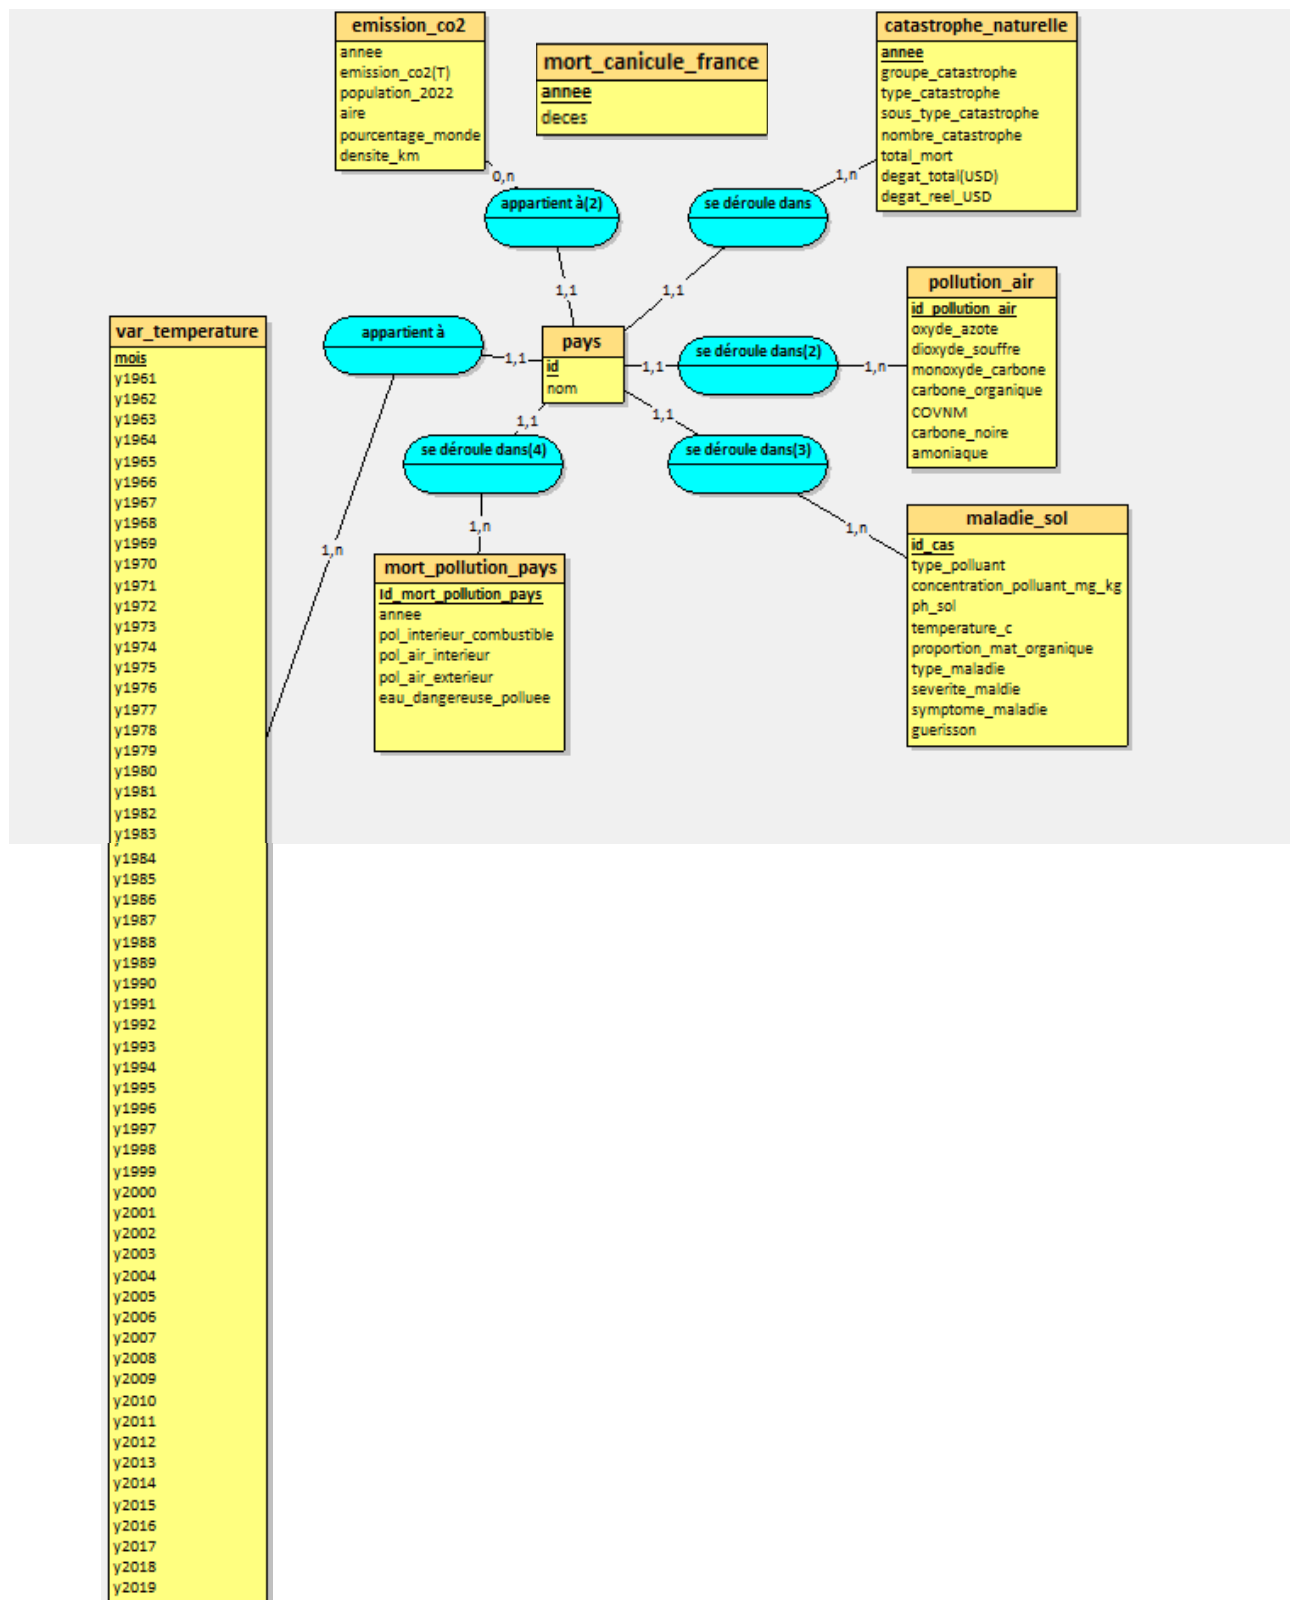 emission_co2
annee
emission_co2(T)
population_2022
aire
pourcentage_monde
densite_km
mort_canicule_france
annee
deces
catastrophe_naturelle
annee
groupe_catastrophe
type_catastrophe
sous_type_catastrophe
nombre_catastrophe
total_mort
degat_total(USD)
degat_reel_USD
0,n
appartient à(2)
1,1
1,n
se déroule dans
1,1
pollution_air
id_pollution_air
oxyde_azote
dioxyde_souffre
monoxyde_carbone
carbone_organique
COVNM
carbone_noire
amoniaque
appartient à
1,1
1,n
pays
id
nom
1,1
se déroule dans(2)
1,n
1,1
se déroule dans(4)
1,n
1,1
se déroule dans(3)
1,n
mort_pollution_pays
Id_mort_pollution_pays
annee
pol_interieur_combustible
pol_air_interieur
pol_air_exterieur
eau_dangereuse_polluee
maladie_sol
id_cas
type_polluant
concentration_polluant_mg_kg
ph_sol
temperature_c
proportion_mat_organique
type_maladie
severite_maldie
symptome_maladie
guerisson
var_temperature
mois
y1961
y1962
y1963
y1964
y1965
y1966
y1967
y1968
y1969
y1970
y1971
y1972
y1973
y1974
y1975
y1976
y1977
y1978
y1979
y1980
y1981
y1982
y1983
y1984
y1985
y1986
y1987
y1988
y1989
y1990
y1991
y1992
y1993
y1994
y1995
y1996
y1997
y1998
y1999
y2000
y2001
y2002
y2003
y2004
y2005
y2006
y2007
y2008
y2009
y2010
y2011
y2012
y2013
y2014
y2015
y2016
y2017
y2018
y2019